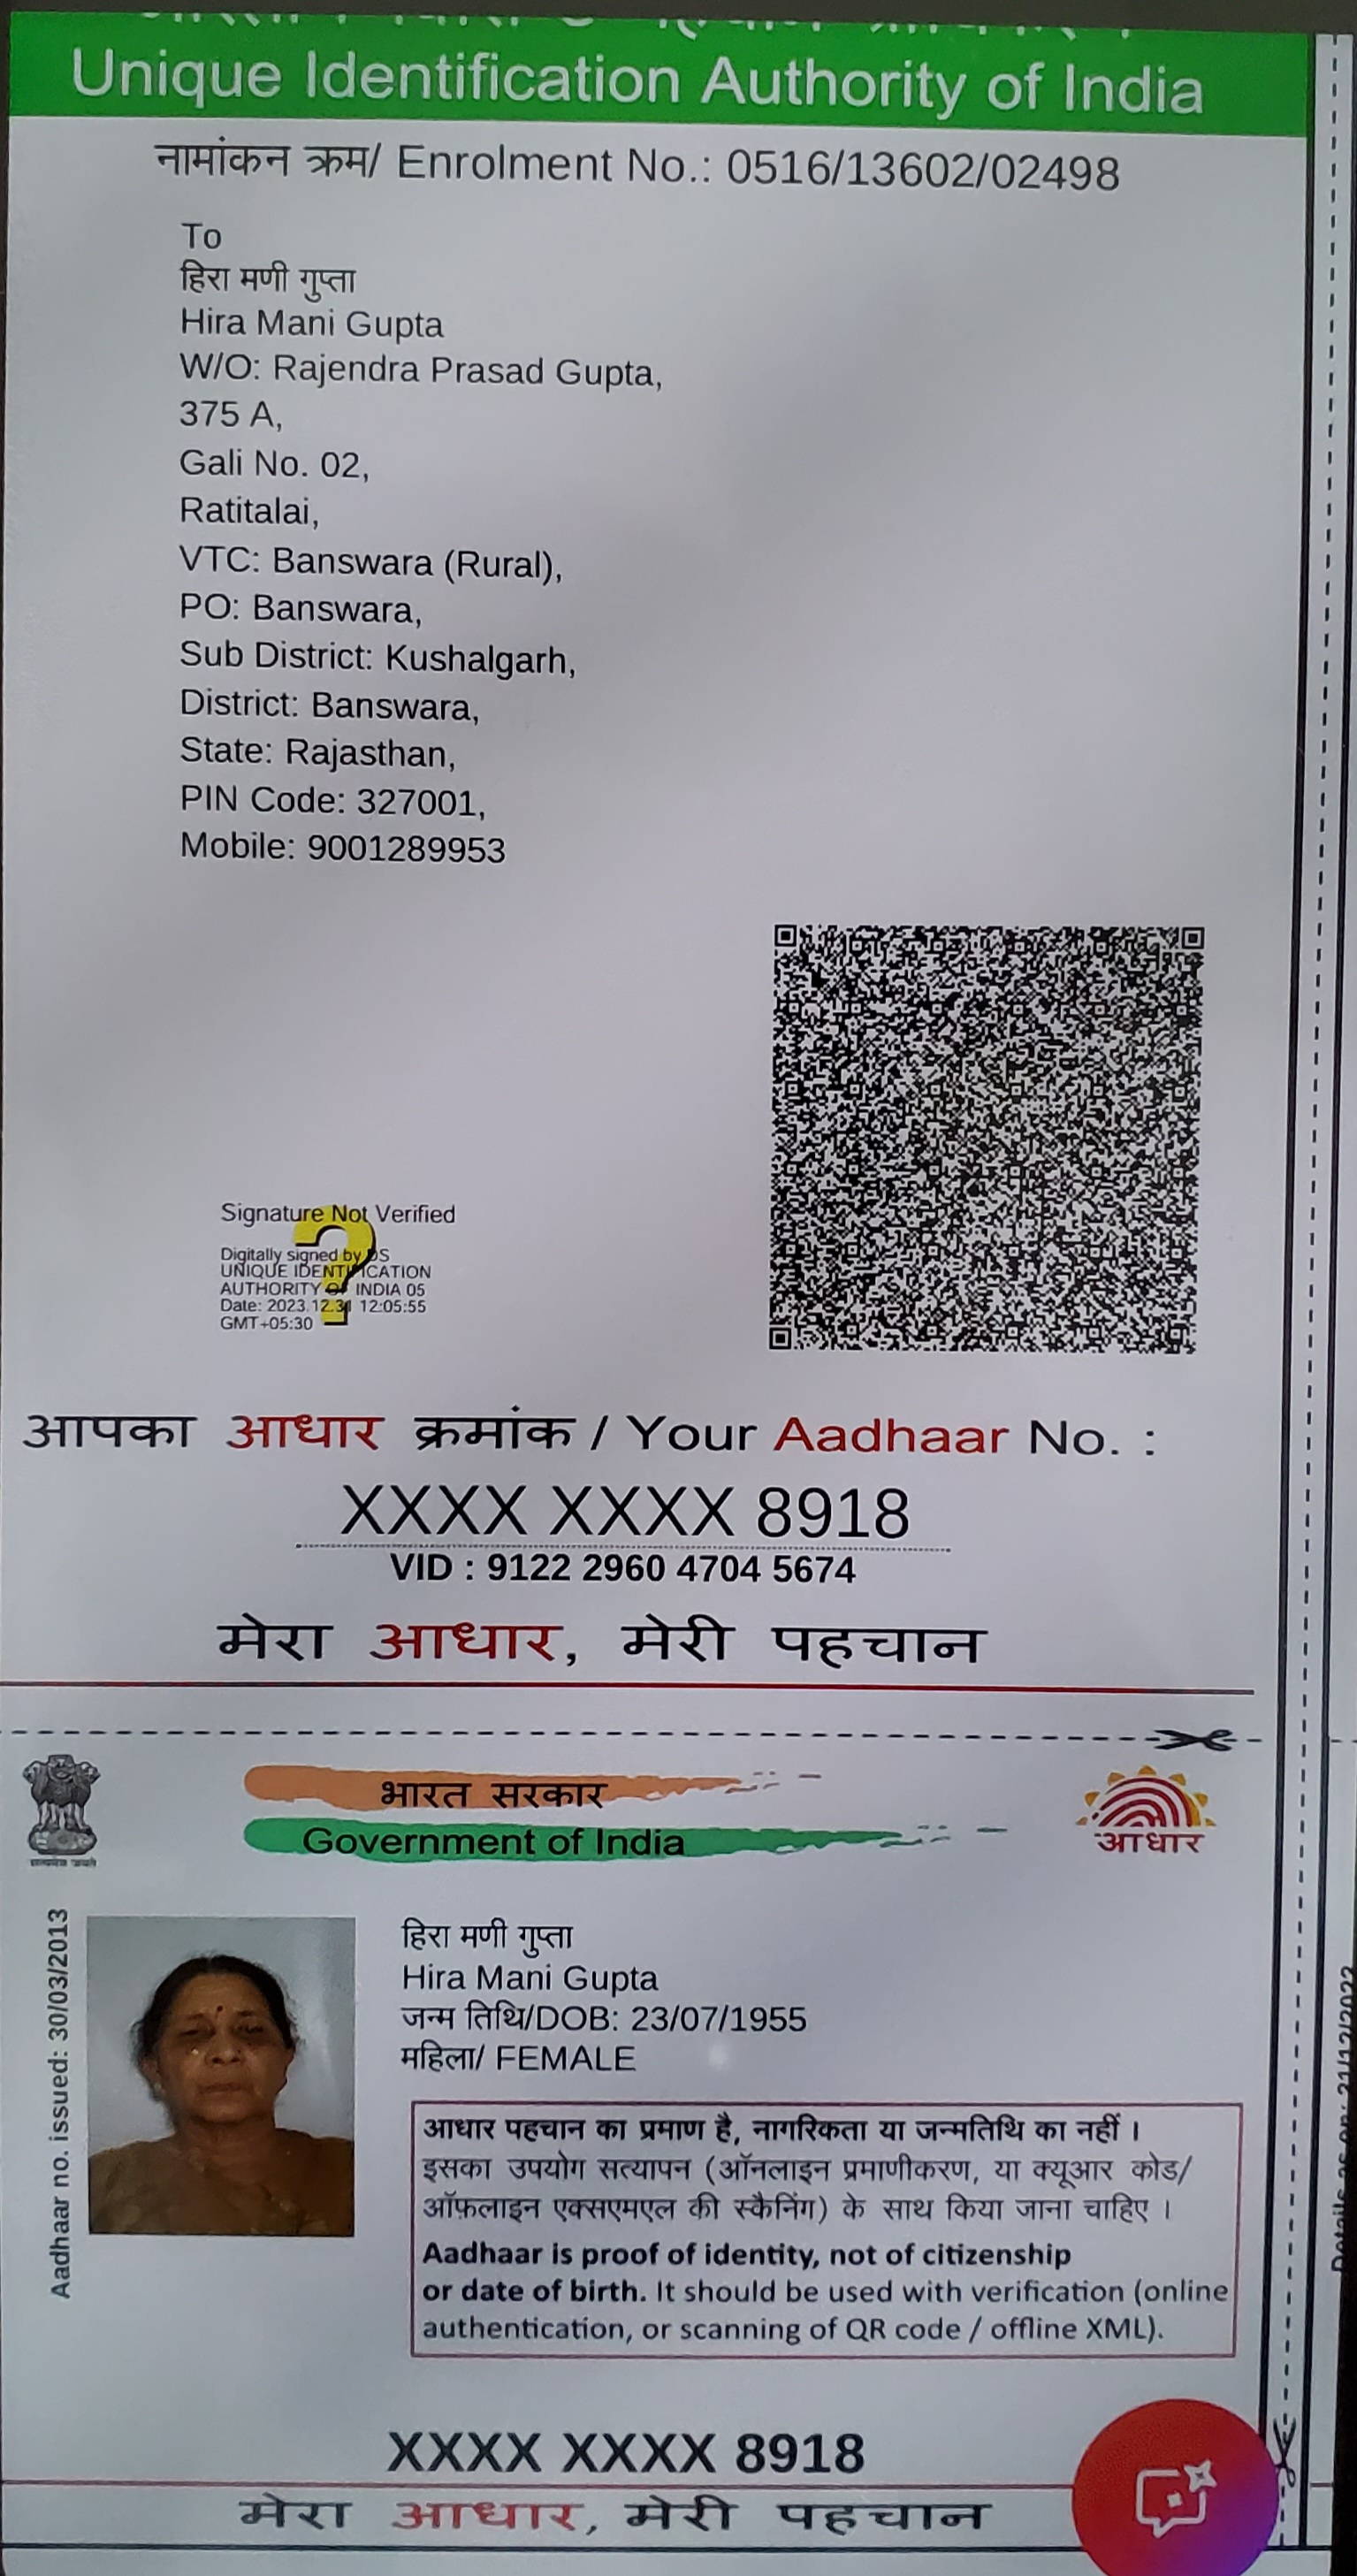 Unique Identification Authority of India
नामांकन क्रम/ Enrolment No.: 0516/13602/02498
To
हिरा मणी गुप्ता
Hira Mani Gupta
W/O: Rajendra Prasad Gupta,
375 A,
Gali No. 02,
Ratitalai,
VTC: Banswara (Rural),
PO: Banswara,
Sub District: Kushalgarh,
District: Banswara,
State: Rajasthan,
PIN Code: 327001,
Mobile: 9001289953
Signature Not Verified
Digitally signed by DS
UNIQUE IDENTIFICATION
AUTHORITY OF INDIA 05
Date: 2023.12.31 12:05:55
GMT+05:30
आपका आधार क्रमांक / Your Aadhaar No. :
XXXX XXXX 8918
VID : 9122 2960 4704 5674
मेरा आधार, मेरी पहचान
भारत सरकार
Government of India
आधार
Aadhaar no. issued: 30/03/2013
हिरा मणी गुप्ता
Hira Mani Gupta
जन्म तिथि/DOB: 23/07/1955
महिला/ FEMALE
आधार पहचान का प्रमाण है, नागरिकता या जन्मतिथि का नहीं ।
इसका उपयोग सत्यापन (ऑनलाइन प्रमाणीकरण, या क्यूआर कोड/
ऑफ़लाइन एक्सएमएल की स्कैनिंग) के साथ किया जाना चाहिए ।
Aadhaar is proof of identity, not of citizenship
or date of birth. It should be used with verification (online
authentication, or scanning of QR code / offline XML).
XXXX XXXX 8918
मेरा आधार, मेरी पहचान